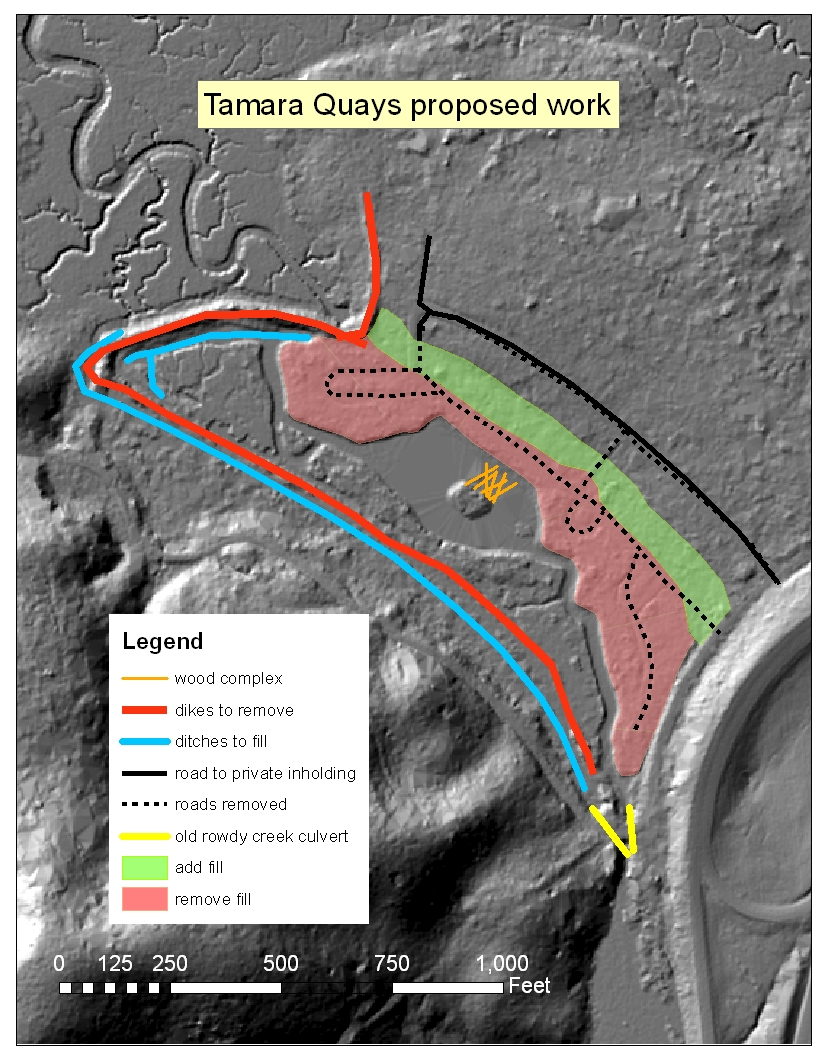 Tamara Quays proposed work
Legend
wood complex
dikes to remove
ditches to fill
road to private inholding
roads removed
old rowdy creek culvert
add fill
remove fill
0 125 250 500 750 1,000
Feet